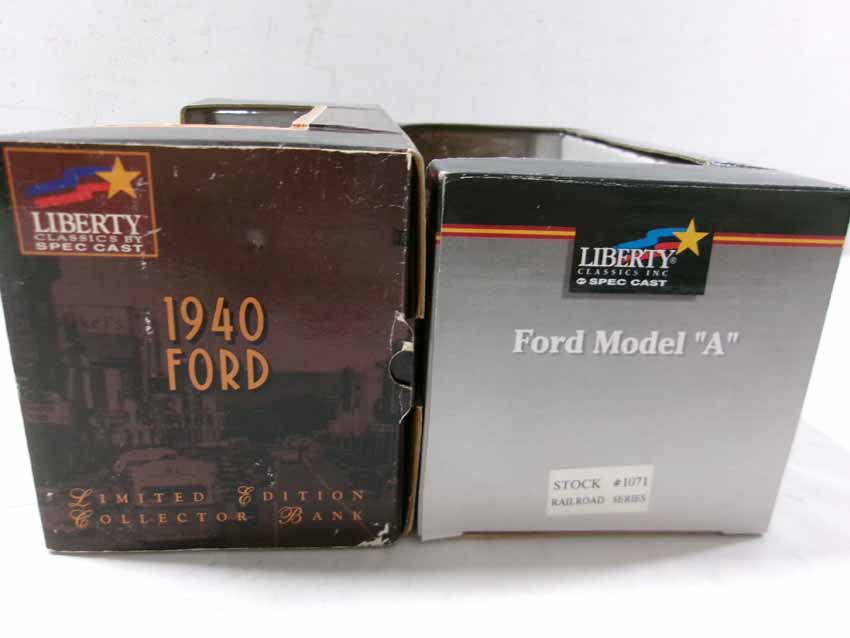 LIBERTY™
CLASSICS BY
SPEC CAST
1940
FORD
LIMITED EDITION
COLLECTOR BANK
LIBERTY®
CLASSICS INC
SPEC CAST
Ford Model "A"
STOCK #1071
RAILROAD SERIES